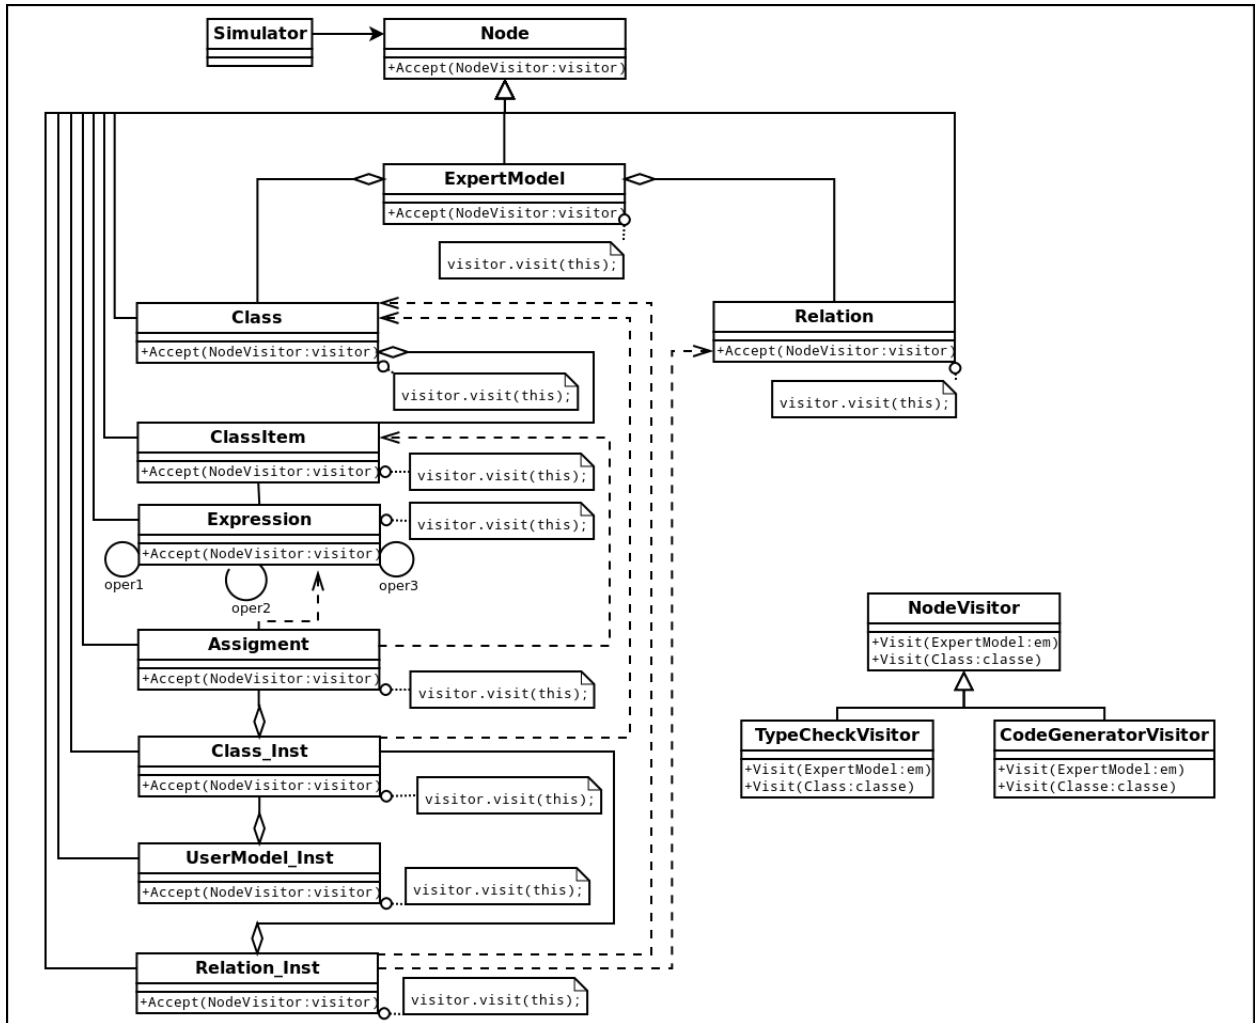 Simulator
Node
+Accept(NodeVisitor:visitor)
ExpertModel
+Accept(NodeVisitor:visitor)
visitor.visit(this);
Class
+Accept(NodeVisitor:visitor)
visitor.visit(this);
Relation
+Accept(NodeVisitor:visitor)
visitor.visit(this);
ClassItem
+Accept(NodeVisitor:visitor)
visitor.visit(this);
Expression
+Accept(NodeVisitor:visitor)
visitor.visit(this);
oper1
oper2
oper3
Assigment
+Accept(NodeVisitor:visitor)
visitor.visit(this);
Class_Inst
+Accept(NodeVisitor:visitor)
visitor.visit(this);
UserModel_Inst
+Accept(NodeVisitor:visitor)
visitor.visit(this);
Relation_Inst
+Accept(NodeVisitor:visitor)
visitor.visit(this);
NodeVisitor
+Visit(ExpertModel:em)
+Visit(Class:classe)
TypeCheckVisitor
+Visit(ExpertModel:em)
+Visit(Class:classe)
CodeGeneratorVisitor
+Visit(ExpertModel:em)
+Visit(Classe:classe)